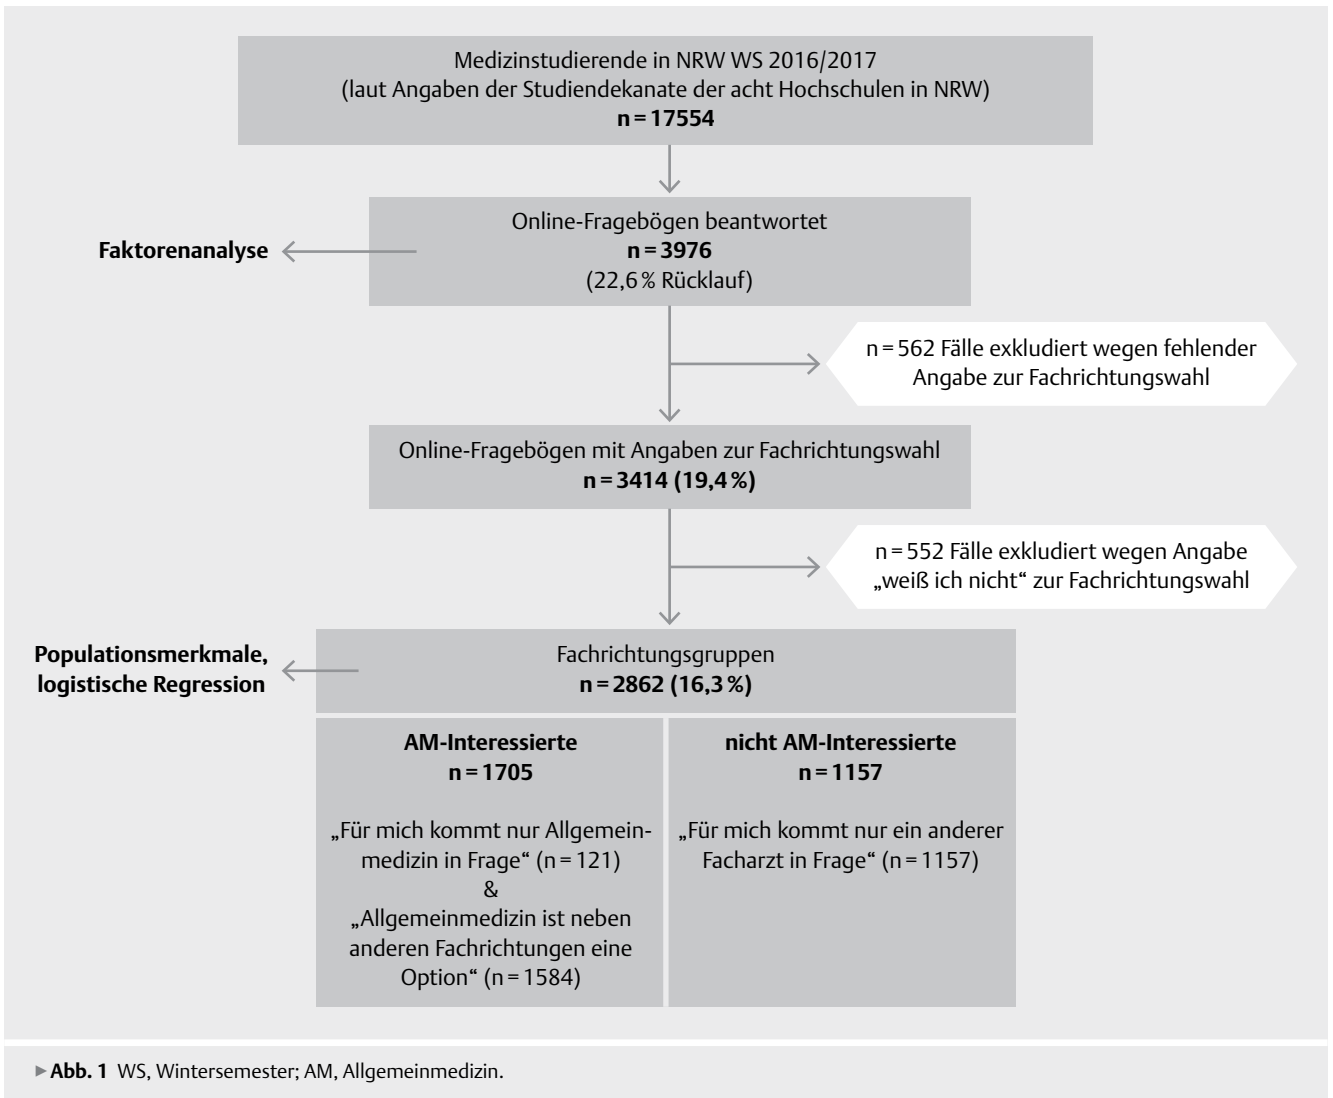 Medizinstudierende in NRW WS 2016/2017
(laut Angaben der Studiendekanate der acht Hochschulen in NRW)
n = 17554
Online-Fragebögen beantwortet
n = 3976
(22,6 % Rücklauf)
Faktorenanalyse
n = 562 Fälle exkludiert wegen fehlender
Angabe zur Fachrichtungswahl
Online-Fragebögen mit Angaben zur Fachrichtungswahl
n = 3414 (19,4 %)
n = 552 Fälle exkludiert wegen Angabe
„weiß ich nicht“ zur Fachrichtungswahl
Populationsmerkmale,
logistische Regression
Fachrichtungsgruppen
n = 2862 (16,3 %)
AM-Interessierte
n = 1705
„Für mich kommt nur Allgemein-
medizin in Frage“ (n = 121)
&
„Allgemeinmedizin ist neben
anderen Fachrichtungen eine
Option“ (n = 1584)
nicht AM-Interessierte
n = 1157
„Für mich kommt nur ein anderer
Facharzt in Frage“ (n = 1157)
▶ Abb. 1 WS, Wintersemester; AM, Allgemeinmedizin.